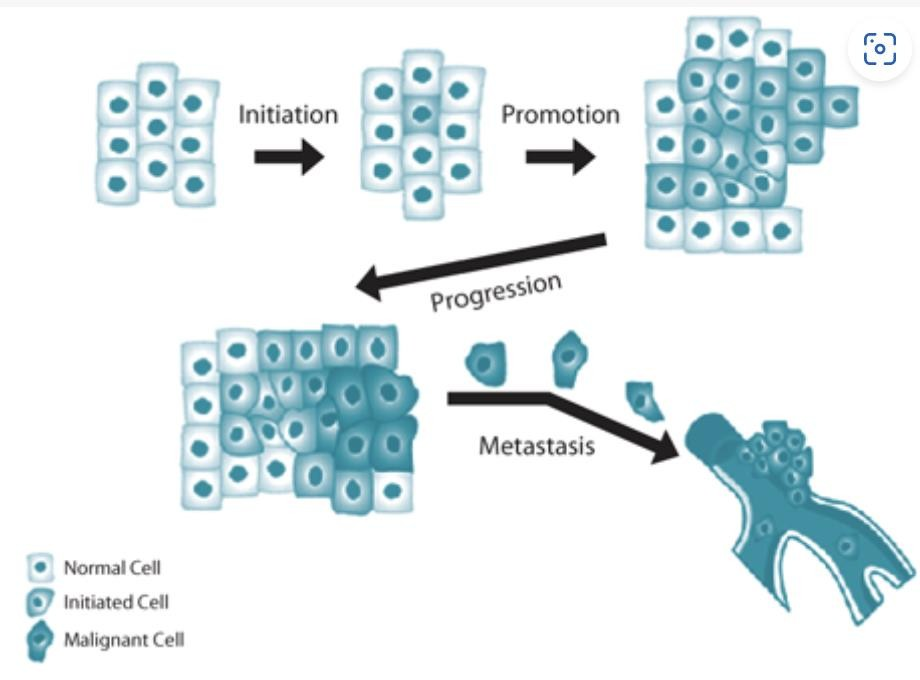 Initiation
Promotion
Progression
Metastasis
Normal Cell
Initiated Cell
Malignant Cell